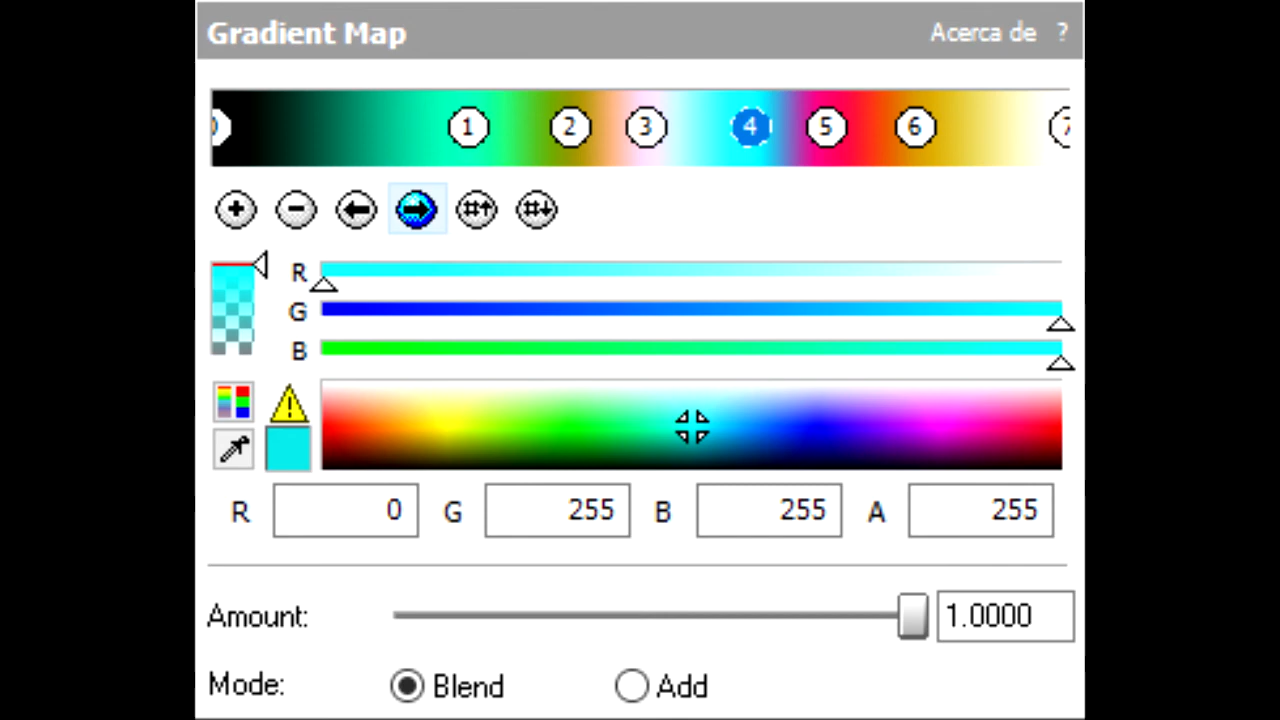 Gradient Map Acerca de ?
1 2 3 4 5 6 7
R
G
B
R 0 G 255 B 255 A 255
Amount: 1.0000
Mode: Blend Add